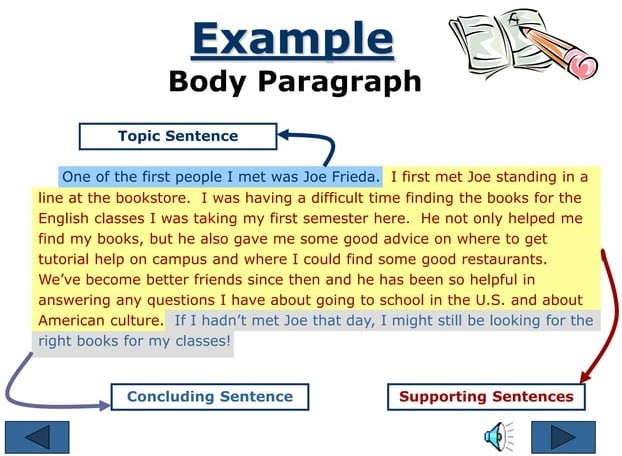 Example
Body Paragraph
Topic Sentence
One of the first people I met was Joe Frieda. I first met Joe standing in a
line at the bookstore. I was having a difficult time finding the books for the
English classes I was taking my first semester here. He not only helped me
find my books, but he also gave me some good advice on where to get
tutorial help on campus and where I could find some good restaurants.
We've become better friends since then and he has been so helpful in
answering any questions I have about going to school in the U.S. and about
American culture. If I hadn't met Joe that day, I might still be looking for the
right books for my classes!
Concluding Sentence
Supporting Sentences